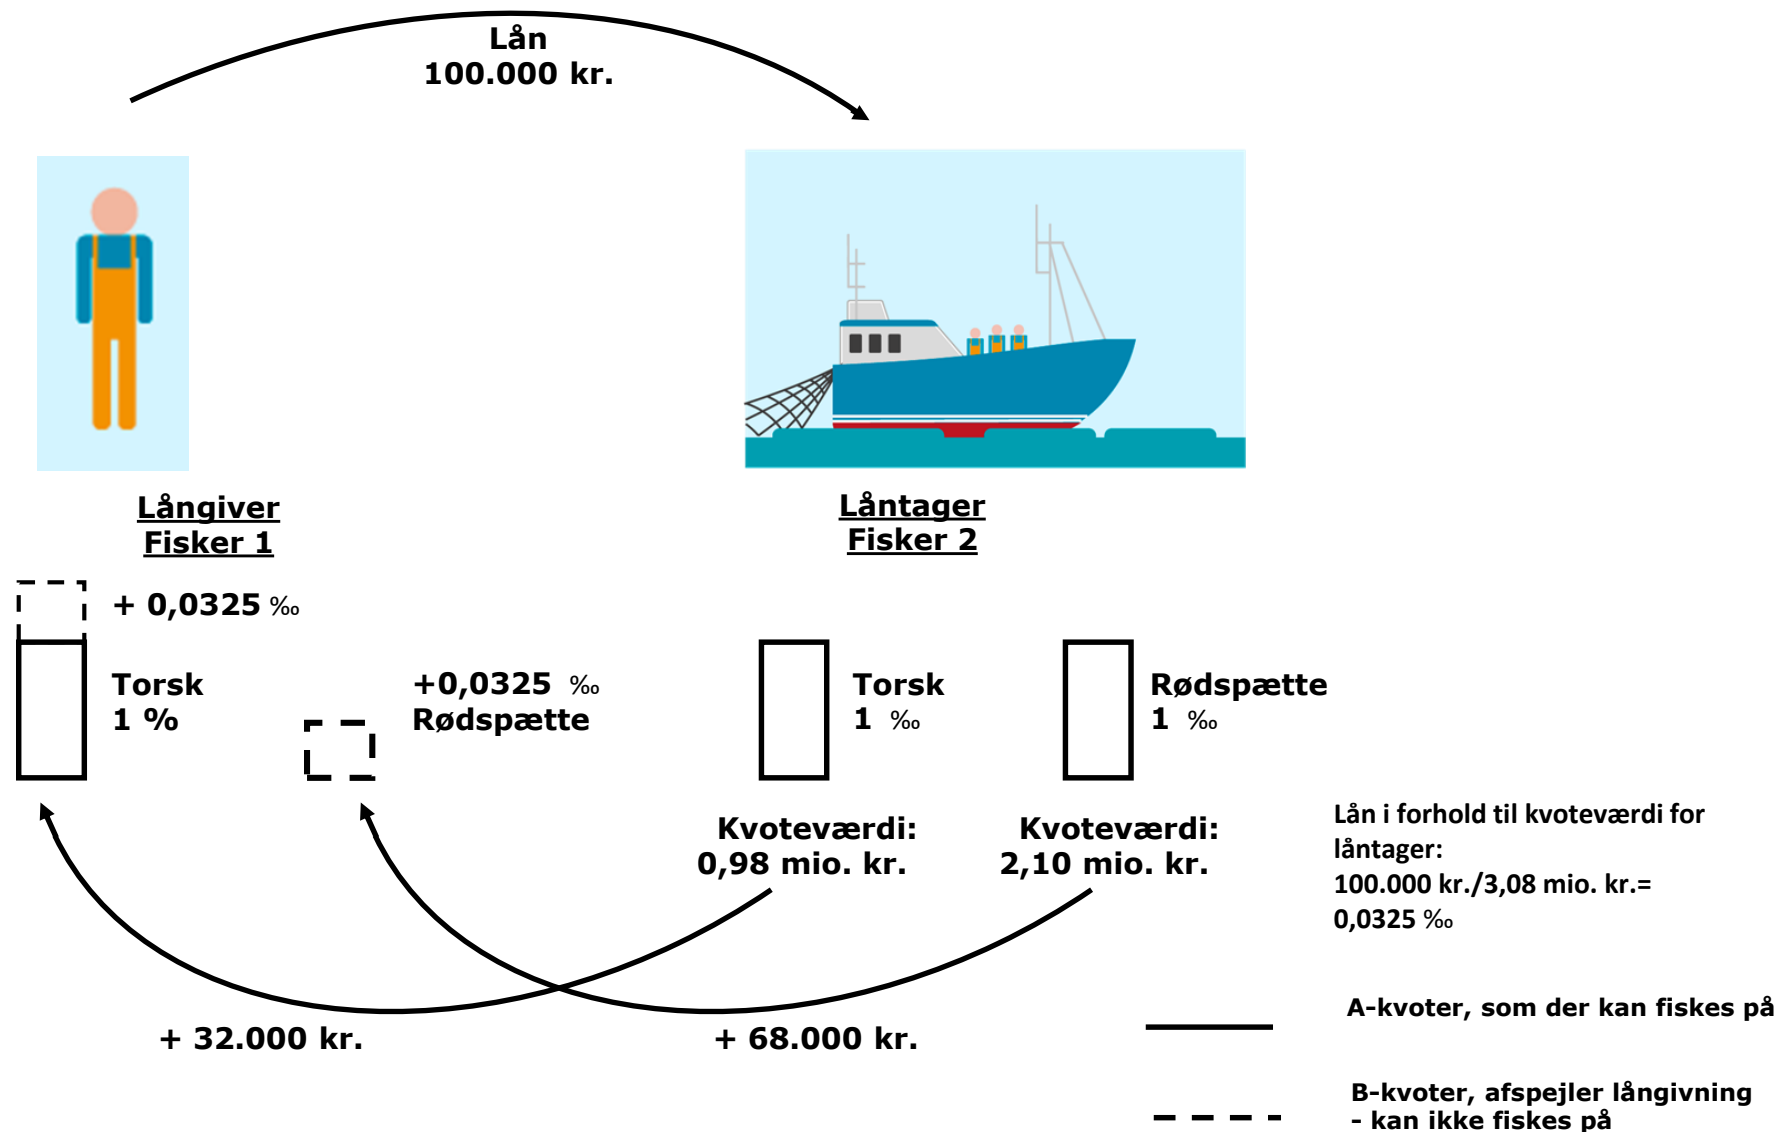 Lån
100.000 kr.
Långiver
Fisker 1
Låntager
Fisker 2
+ 0,0325 ‰
Torsk
1 %
+0,0325 ‰
Rødspætte
Torsk
1 ‰
Rødspætte
1 ‰
Kvoteværdi:
0,98 mio. kr.
Kvoteværdi:
2,10 mio. kr.
Lån i forhold til kvoteværdi for
låntager:
100.000 kr./3,08 mio. kr.=
0,0325 ‰
+ 32.000 kr.
+ 68.000 kr.
A-kvoter, som der kan fiskes på
B-kvoter, afspejler långivning
- kan ikke fiskes på